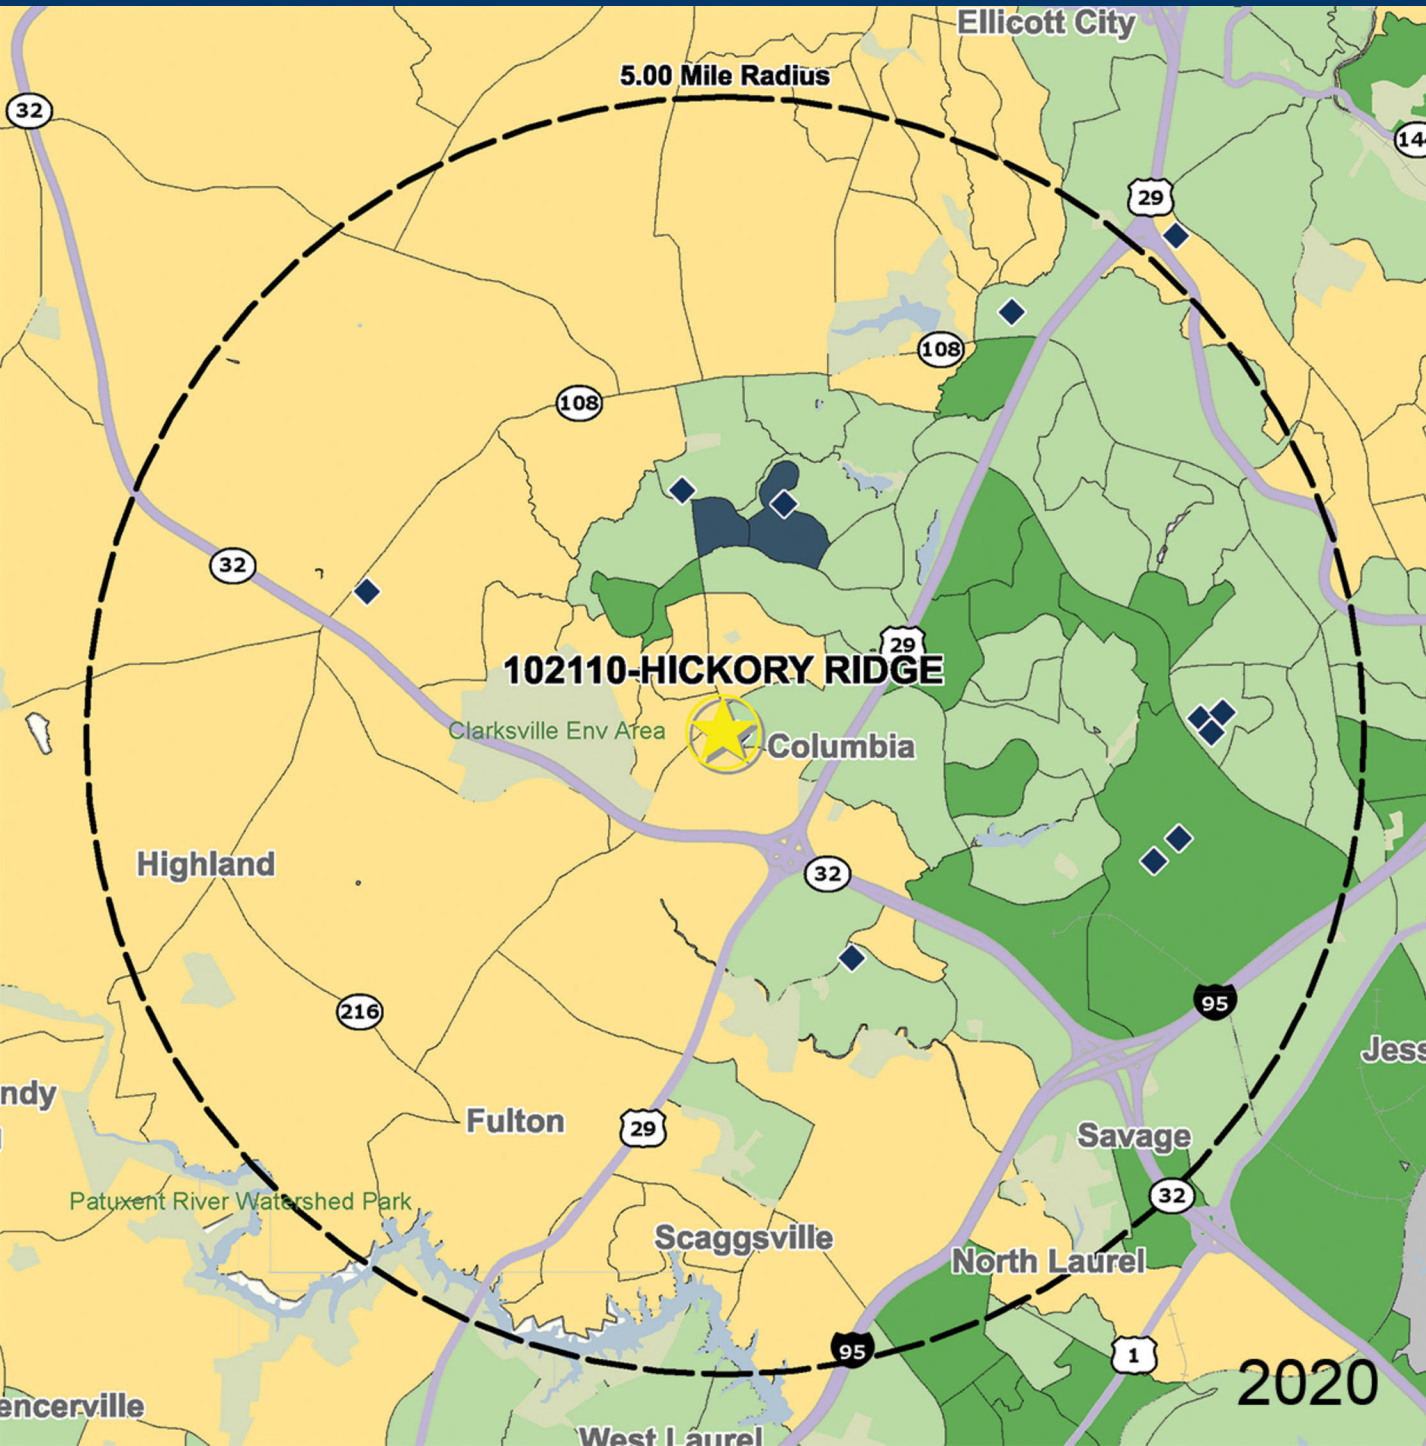 Ellicott City
5.00 Mile Radius
32
144
29
108
108
32
29
102110-HICKORY RIDGE
Clarksville Env Area
Columbia
Highland
32
95
216
Jess
ndy
Fulton
29
Savage
32
Patuxent River Watershed Park
Scaggsville
North Laurel
95
1
2020
encerville
West Laurel